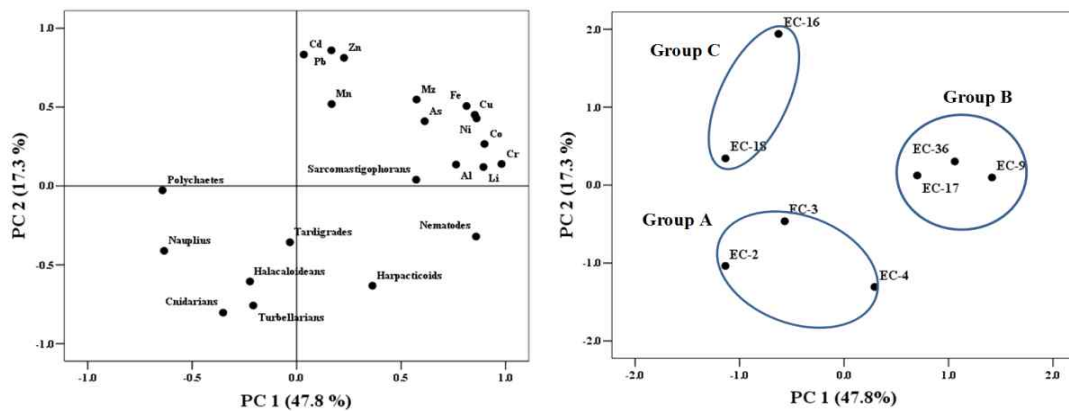 PC 2 (17.3 %)
1.0
0.5
0.0
-0.5
-1.0
-1.0
-0.5
0.0
0.5
1.0
PC 1 (47.8 %)
Cd
Zn
Pb
Mn
Mz
Fe
Cu
As
Ni
Co
Cr
Al
Li
Sarcomastigophorans
Polychaetes
Nauplius
Tardigrades
Nematodes
Halacaloideans
Harpacticoids
Cnidarians
Turbellarians
PC 2 (17.3 %)
2.0
1.0
0.0
-1.0
-2.0
-2.0
-1.0
0.0
1.0
2.0
PC 1 (47.8%)
EC-16
Group C
EC-18
Group B
EC-36
EC-9
EC-17
Group A
EC-3
EC-2
EC-4